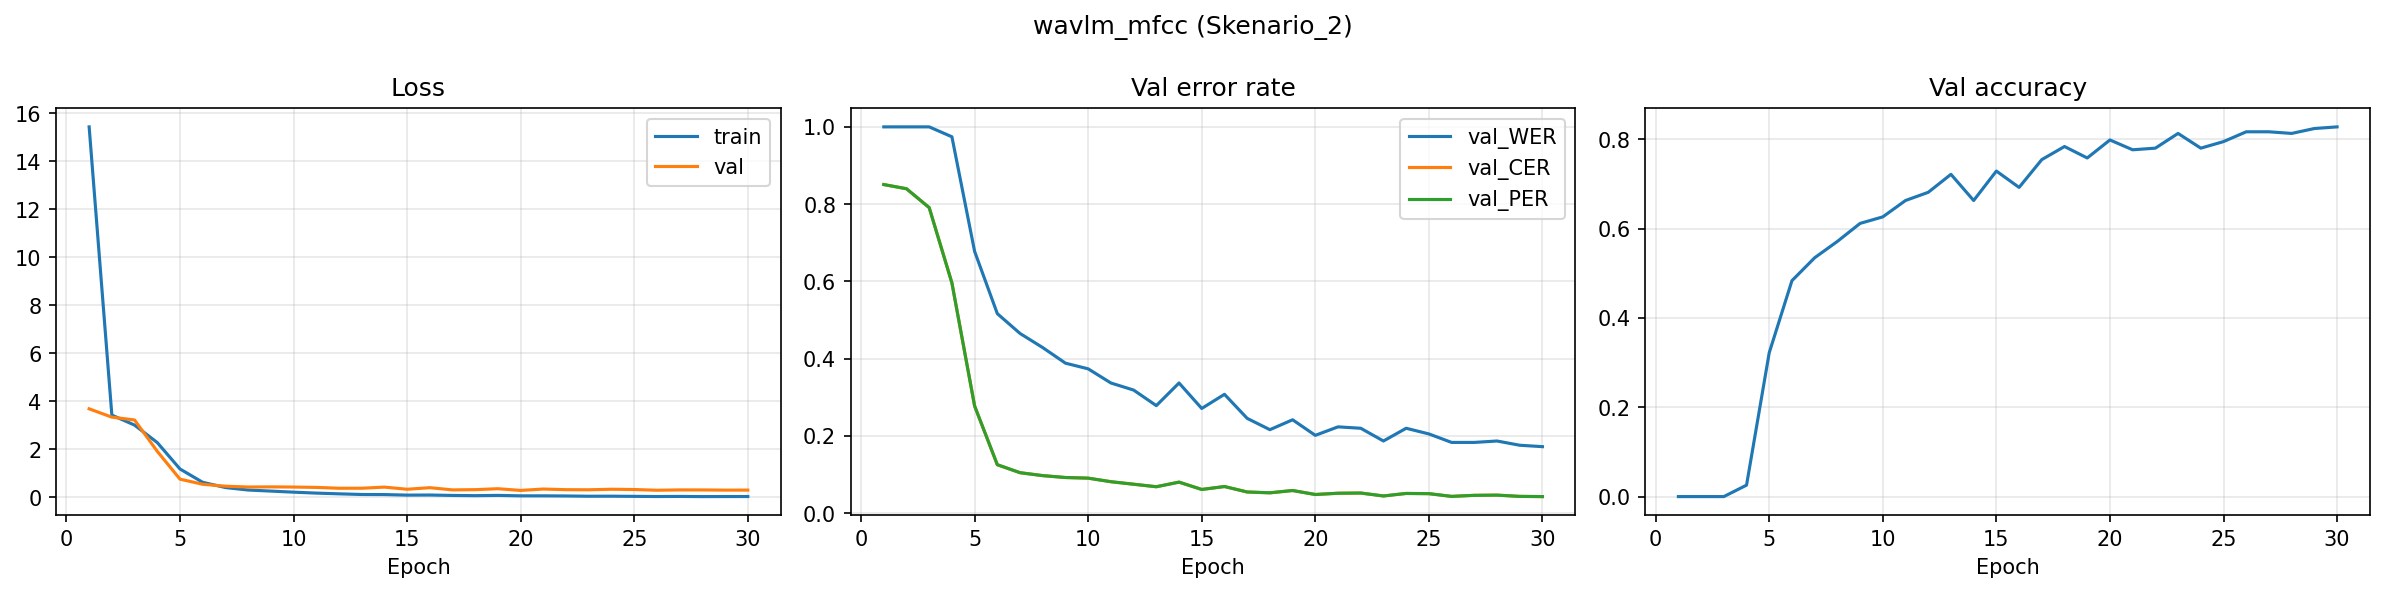 wavlm_mfcc (Skenario_2)
Loss
16
14
12
10
8
6
4
2
0
0 5 10 15 20 25 30
Epoch
train
val
Val error rate
1.0
0.8
0.6
0.4
0.2
0.0
0 5 10 15 20 25 30
Epoch
val_WER
val_CER
val_PER
Val accuracy
0.8
0.6
0.4
0.2
0.0
0 5 10 15 20 25 30
Epoch